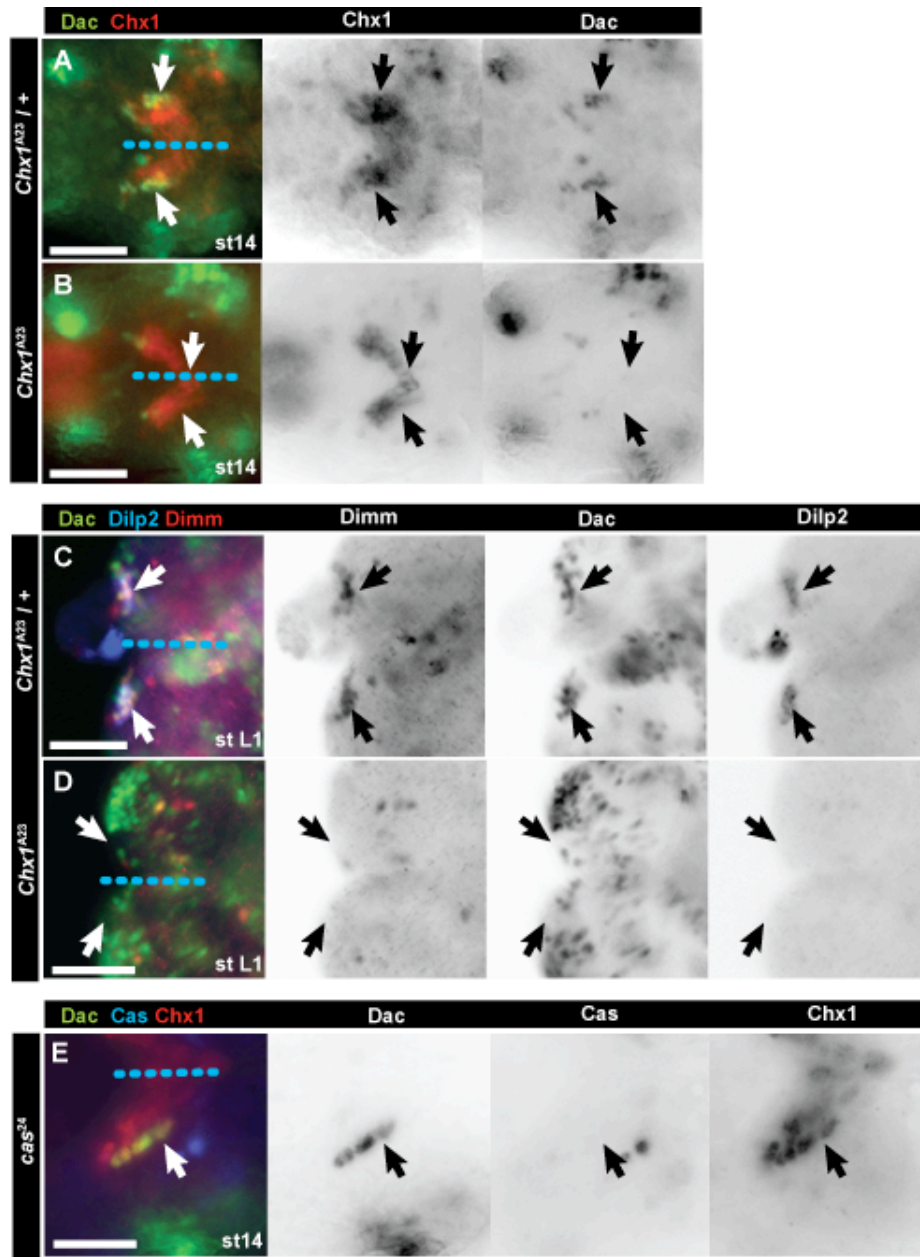 Dac Chx1 Chx1 Dac
Chx1A23 / +
A
st14
Chx1A23
B
st14
Dac Dilp2 Dimm Dimm Dac Dilp2
Chx1A23 / +
C
st L1
Chx1A23
D
st L1
Dac Cas Chx1 Dac Cas Chx1
cas24
E
st14